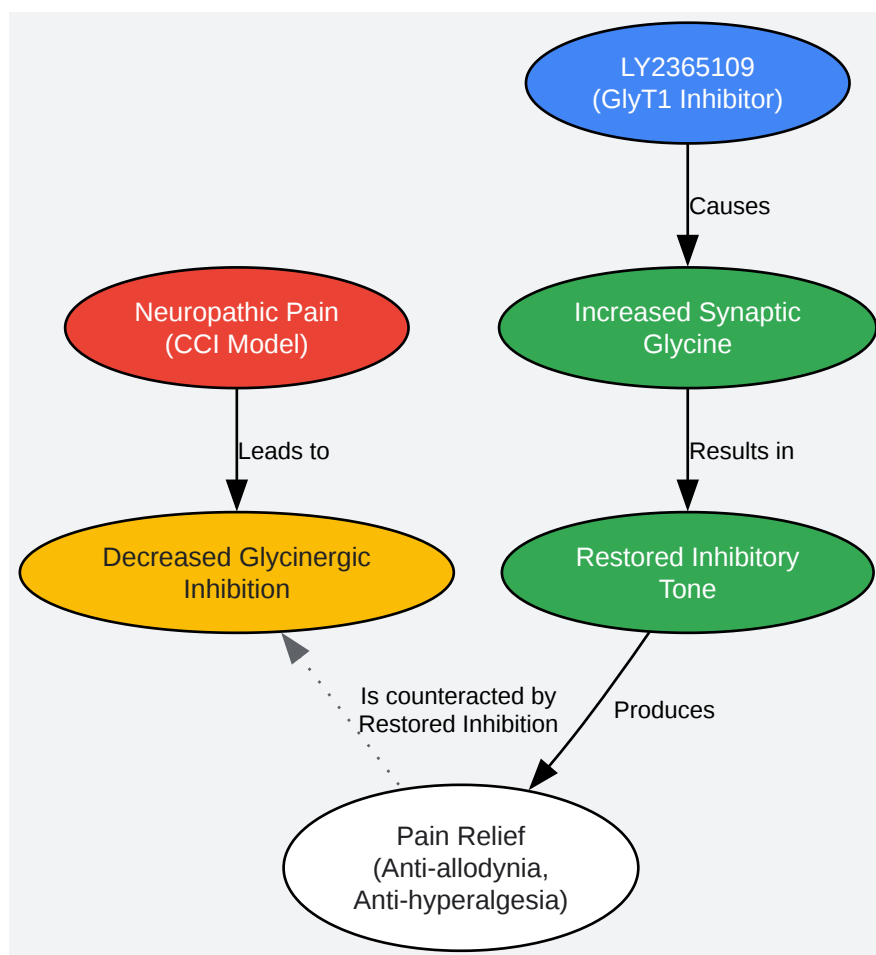 LY2365109
(GlyT1 Inhibitor)
Causes
Neuropathic Pain
(CCI Model)
Increased Synaptic
Glycine
Leads to
Results in
Decreased Glycinergic
Inhibition
Restored Inhibitory
Tone
Is counteracted by
Restored Inhibition
Produces
Pain Relief
(Anti-allodynia,
Anti-hyperalgesia)